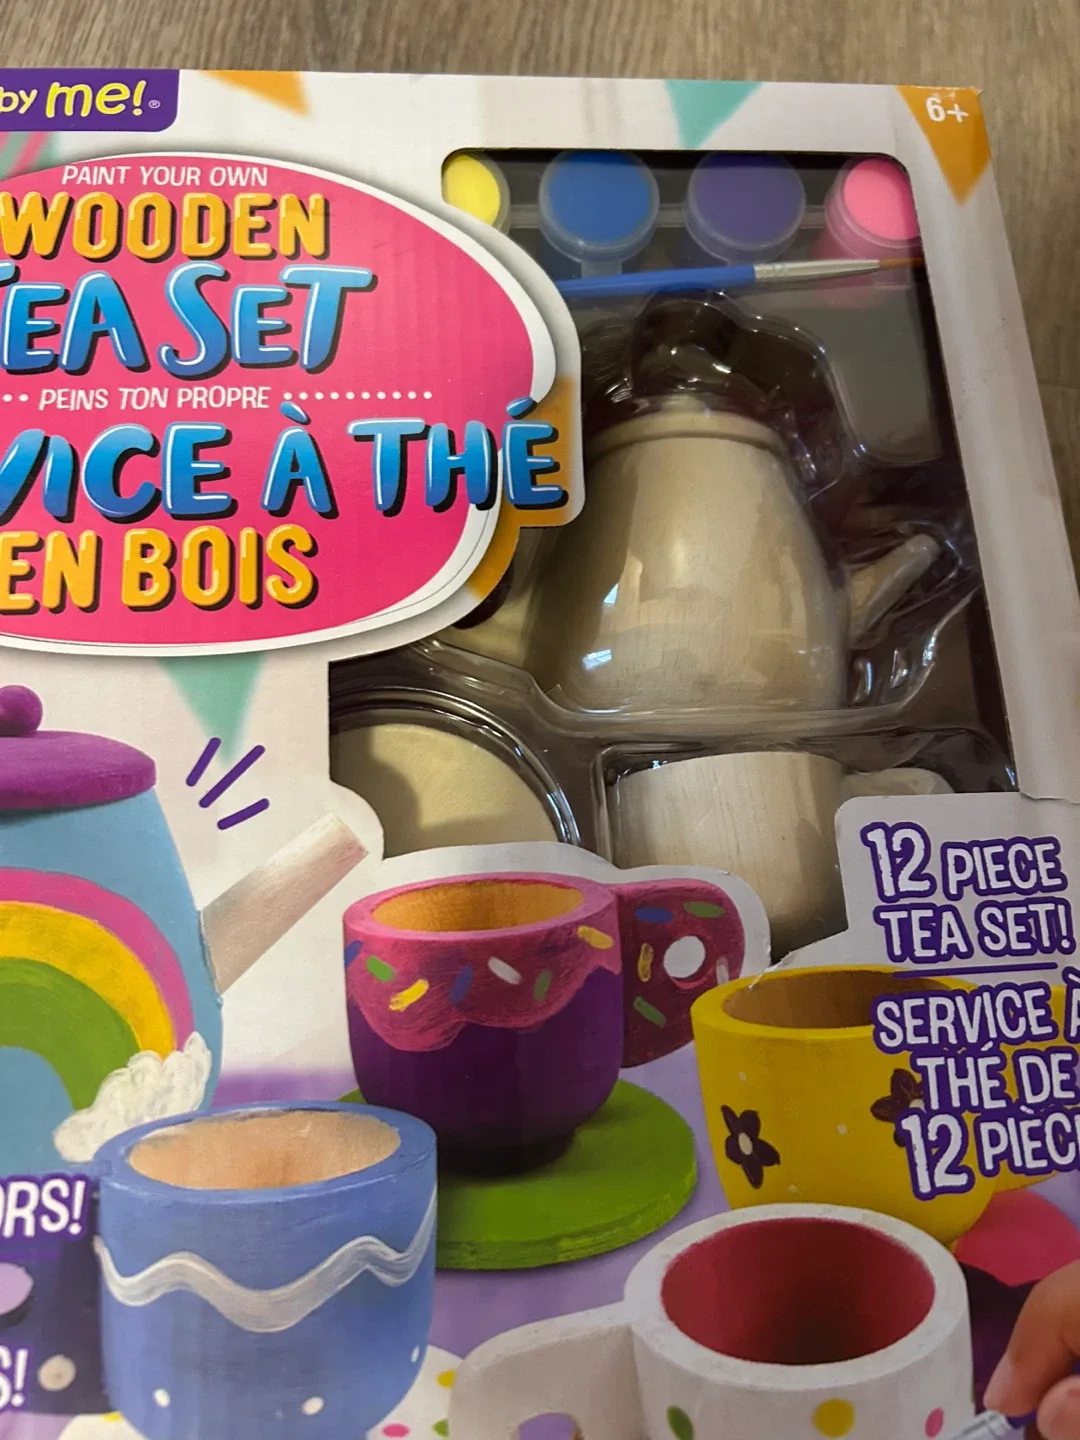 by me!®
6+
PAINT YOUR OWN
WOODEN
TEA SET
PEINS TON PROPRE
VICE À THÉ
EN BOIS
12 PIECE
TEA SET!
SERVICE À
THÉ DE
12 PIÈC
ORS!
S!